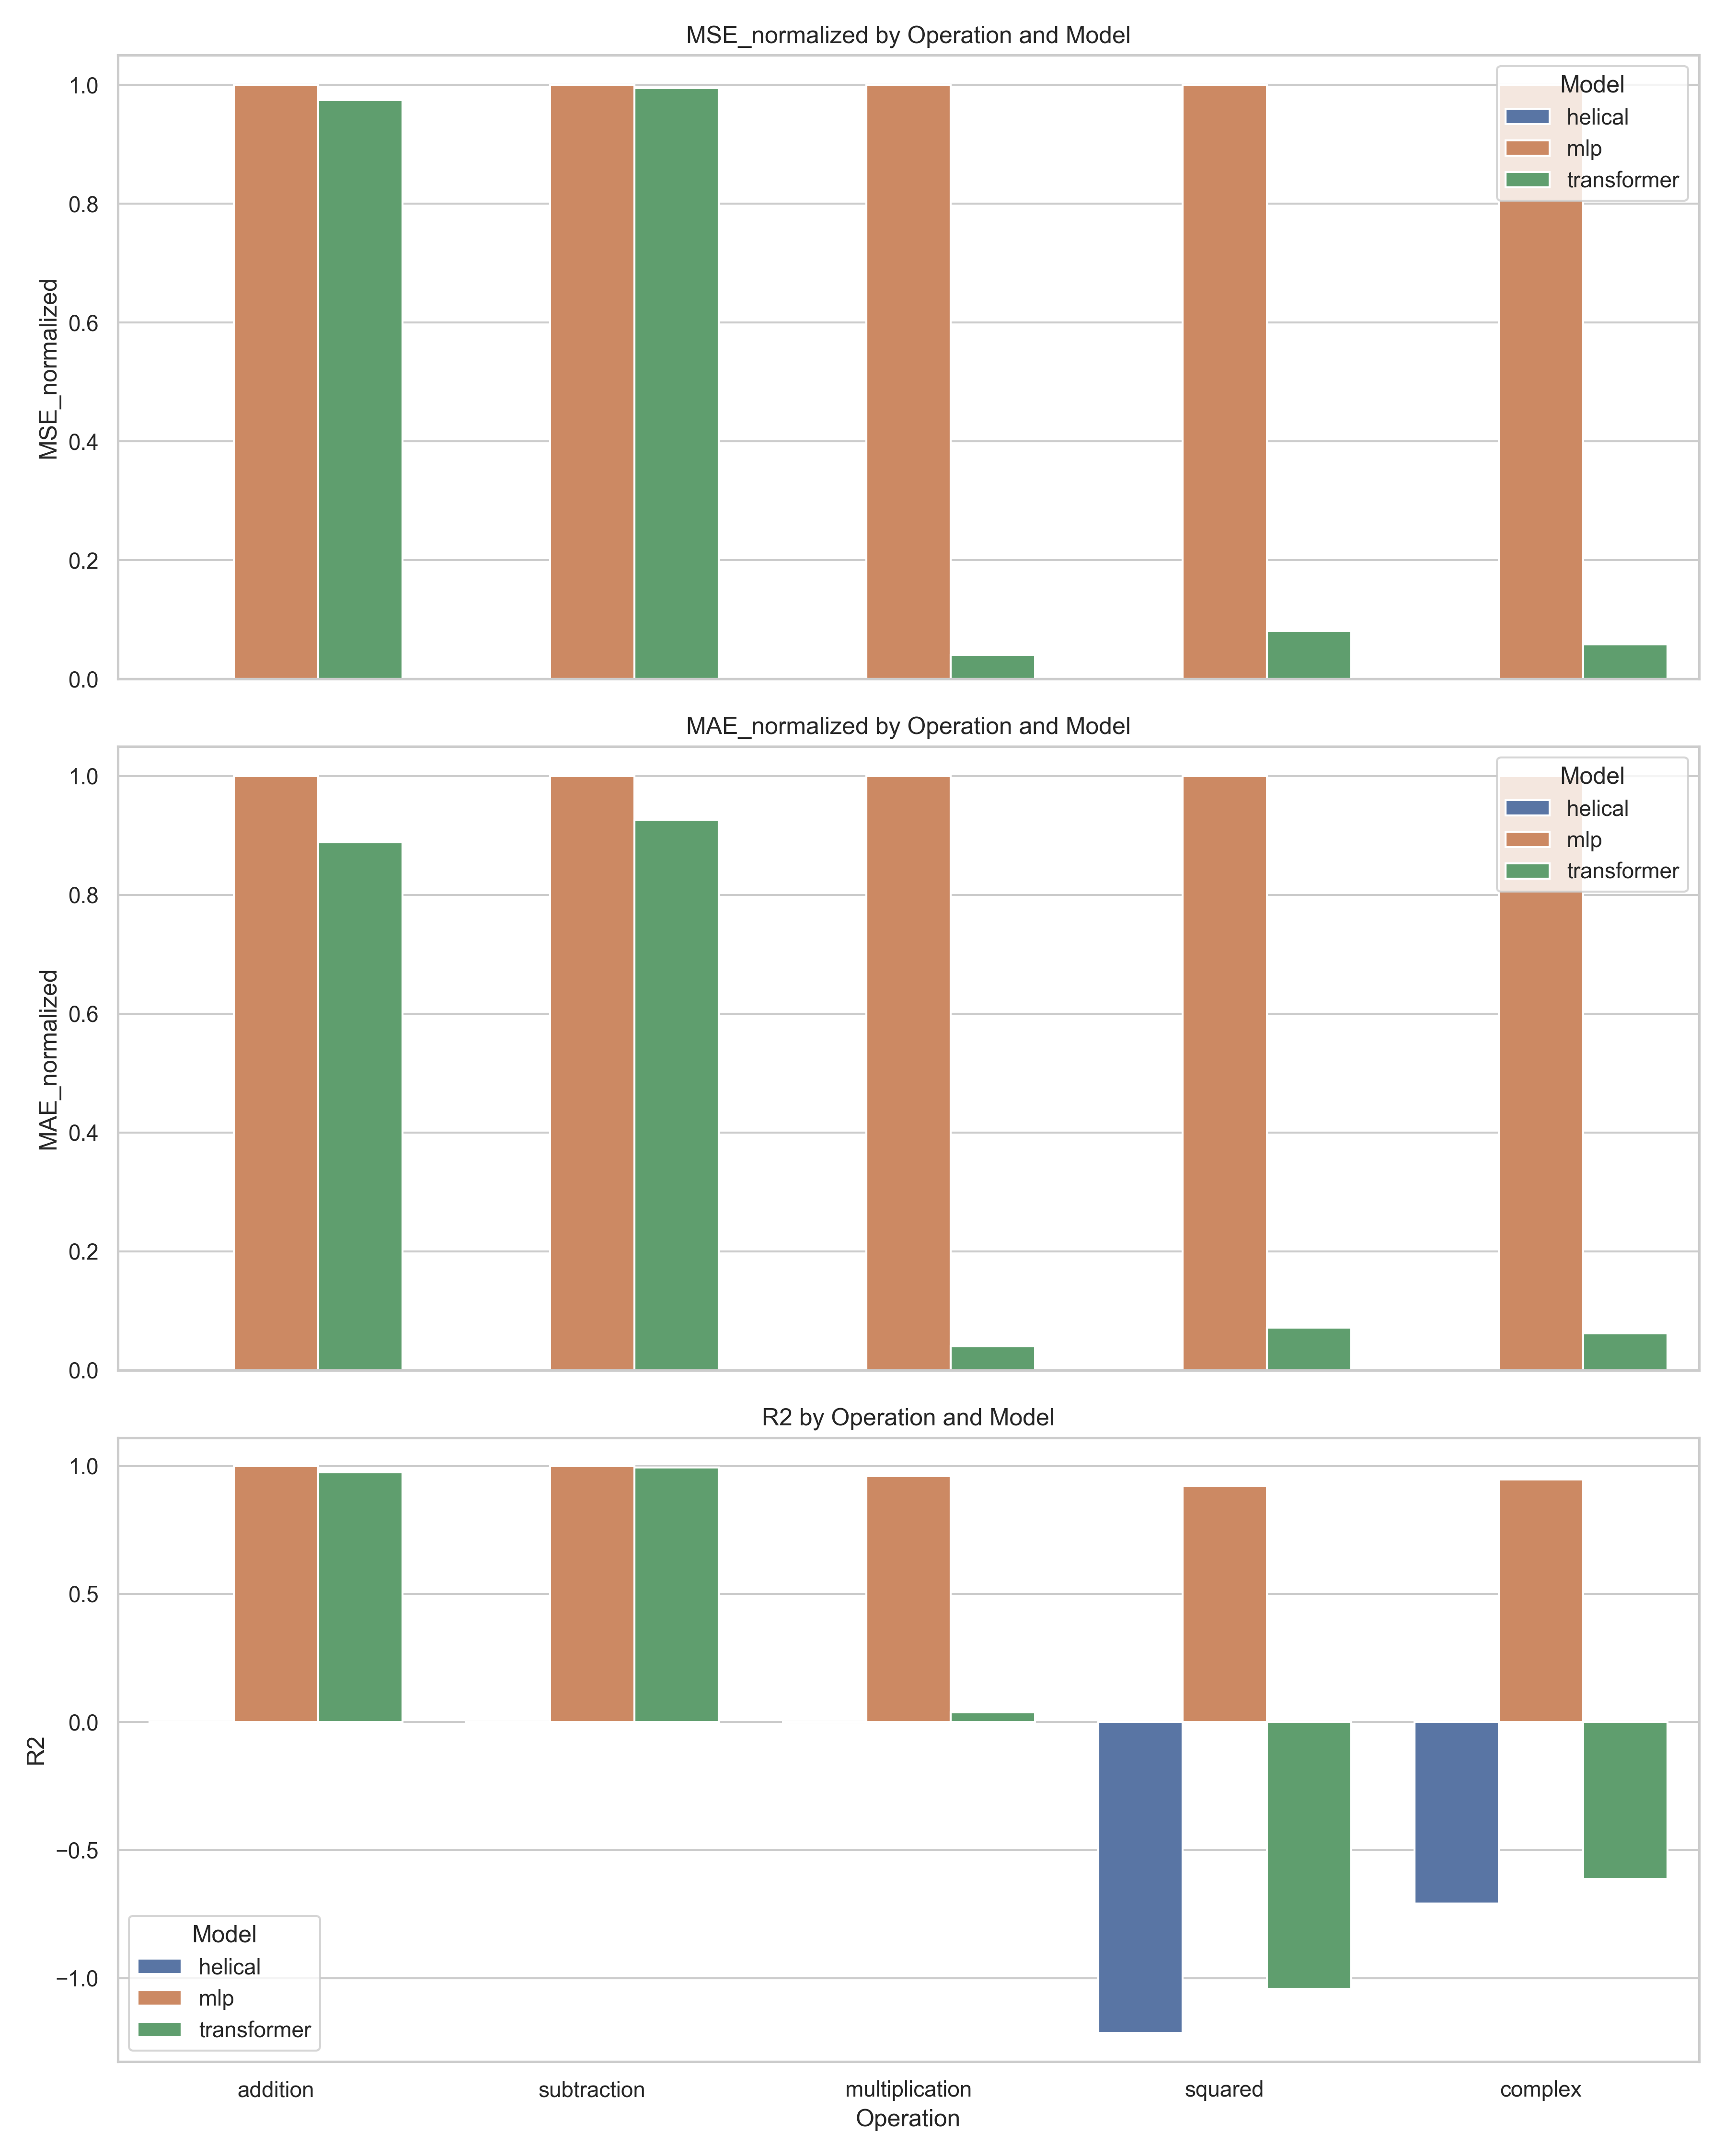 MSE_normalized by Operation and Model
1.0
0.8
0.6
0.4
0.2
0.0
MSE_normalized
Model
helical
mlp
transformer
MAE_normalized by Operation and Model
1.0
0.8
0.6
0.4
0.2
0.0
MAE_normalized
Model
helical
mlp
transformer
R2 by Operation and Model
1.0
0.5
0.0
−0.5
−1.0
R2
Model
helical
mlp
transformer
addition subtraction multiplication squared complex
Operation